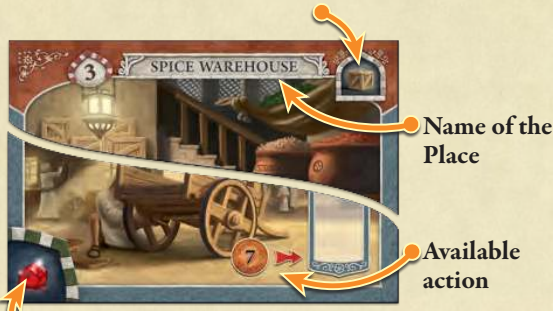 3
SPICE WAREHOUSE
Name of the
Place
7
Available
action